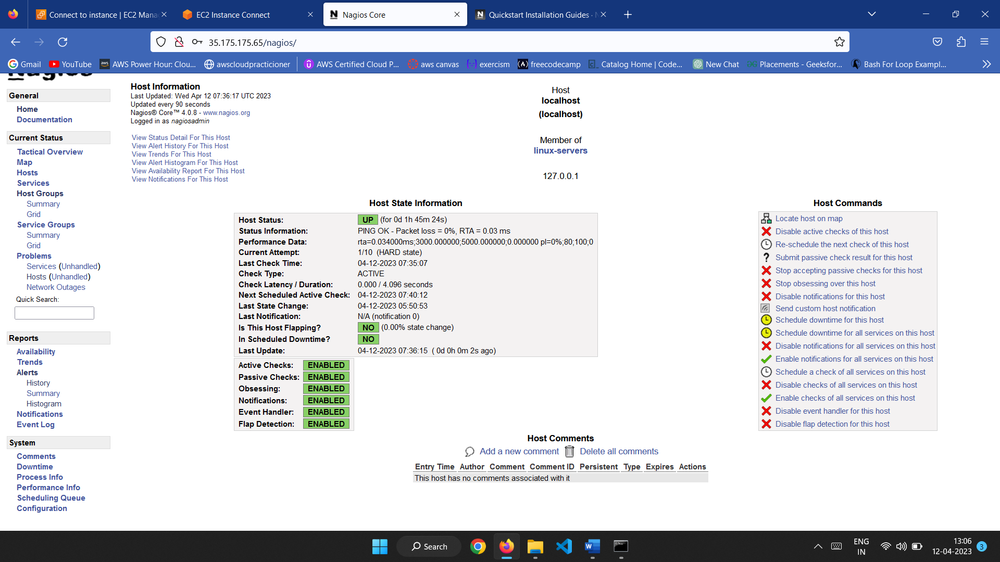 Connect to instance | EC2 Mana
EC2 Instance Connect
Nagios Core
Quickstart Installation Guides ·
35.175.175.65/nagios/
Gmail
YouTube
AWS Power Hour: Clou...
awscloudpracticioner
AWS Certified Cloud P...
aws canvas
exercism
freecodecamp
Catalog Home | Code...
New Chat
Placements - Geeksfor...
Bash For Loop Exampl...
Nagios
General
Home
Documentation
Current Status
Tactical Overview
Map
Hosts
Services
Host Groups
Summary
Grid
Service Groups
Summary
Grid
Problems
Services (Unhandled)
Hosts (Unhandled)
Network Outages
Quick Search:
Reports
Availability
Trends
Alerts
History
Summary
Histogram
Notifications
Event Log
System
Comments
Downtime
Process Info
Performance Info
Scheduling Queue
Configuration
Host Information
Last Updated: Wed Apr 12 07:36:17 UTC 2023
Updated every 90 seconds
Nagios® Core™ 4.0.8 - www.nagios.org
Logged in as nagiosadmin
View Status Detail For This Host
View Alert History For This Host
View Trends For This Host
View Alert Histogram For This Host
View Availability Report For This Host
View Notifications For This Host
Host
localhost
(localhost)
Member of
linux-servers
127.0.0.1
Host State Information
Host Status: UP (for 0d 1h 45m 24s)
Status Information: PING OK - Packet loss = 0%, RTA = 0.03 ms
Performance Data: rta=0.034000ms;3000.000000;5000.000000;0.000000 pl=0%;80;100;0
Current Attempt: 1/10 (HARD state)
Last Check Time: 04-12-2023 07:35:07
Check Type: ACTIVE
Check Latency / Duration: 0.000 / 4.096 seconds
Next Scheduled Active Check: 04-12-2023 07:40:12
Last State Change: 04-12-2023 05:50:53
Last Notification: N/A (notification 0)
Is This Host Flapping? NO (0.00% state change)
In Scheduled Downtime? NO
Last Update: 04-12-2023 07:36:15 ( 0d 0h 0m 2s ago)
Active Checks: ENABLED
Passive Checks: ENABLED
Obsessing: ENABLED
Notifications: ENABLED
Event Handler: ENABLED
Flap Detection: ENABLED
Host Commands
Locate host on map
Disable active checks of this host
Re-schedule the next check of this host
Submit passive check result for this host
Stop accepting passive checks for this host
Stop obsessing over this host
Disable notifications for this host
Send custom host notification
Schedule downtime for this host
Schedule downtime for all services on this host
Disable notifications for all services on this host
Enable notifications for all services on this host
Schedule a check of all services on this host
Disable checks of all services on this host
Enable checks of all services on this host
Disable event handler for this host
Disable flap detection for this host
Host Comments
Add a new comment Delete all comments
Entry Time Author Comment Comment ID Persistent Type Expires Actions
This host has no comments associated with it
Search
ENG
IN
13:06
12-04-2023
3